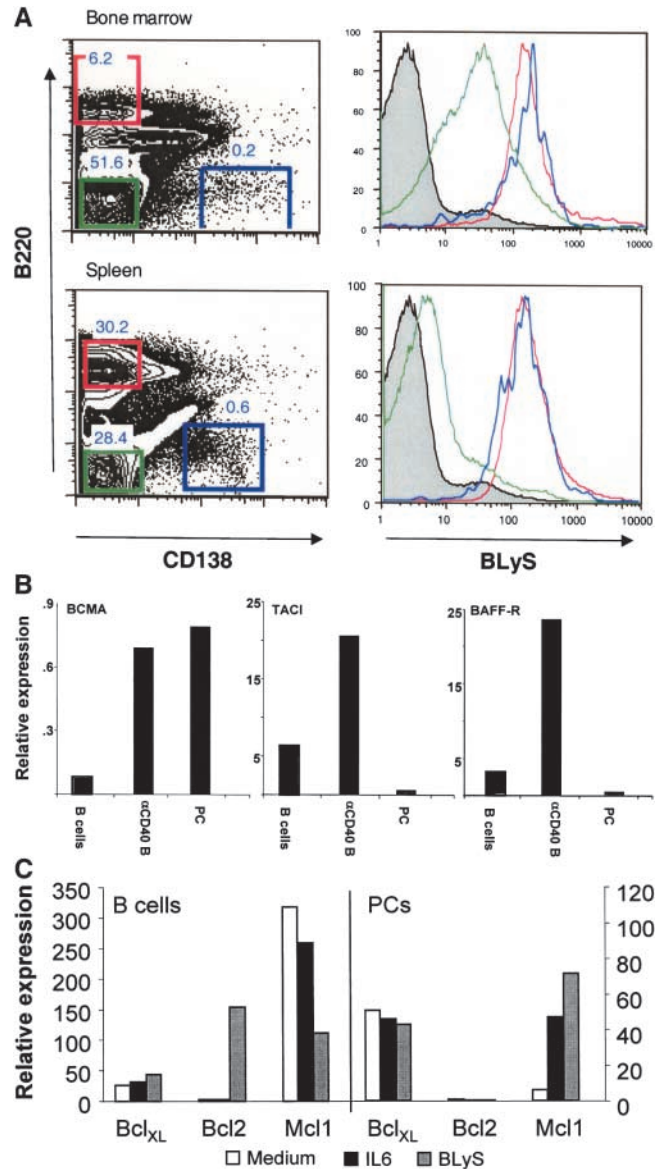 A
Bone marrow
6.2
51.6
0.2
100
80
60
40
20
0
1 10 100 1000 10000
B220
Spleen
30.2
28.4
0.6
100
80
60
40
20
0
1 10 100 1000 10000
CD138
BLyS
B
Relative expression
BCMA
.9
.6
.3
B cells
αCD40 B
PC
TACI
25
15
5
B cells
αCD40 B
PC
BAFF-R
25
15
5
B cells
αCD40 B
PC
C
Relative expression
350
300
250
200
150
100
50
0
B cells
PCs
120
100
80
60
40
20
0
BclXL Bcl2 Mcl1 BclXL Bcl2 Mcl1
Medium IL6 BLyS